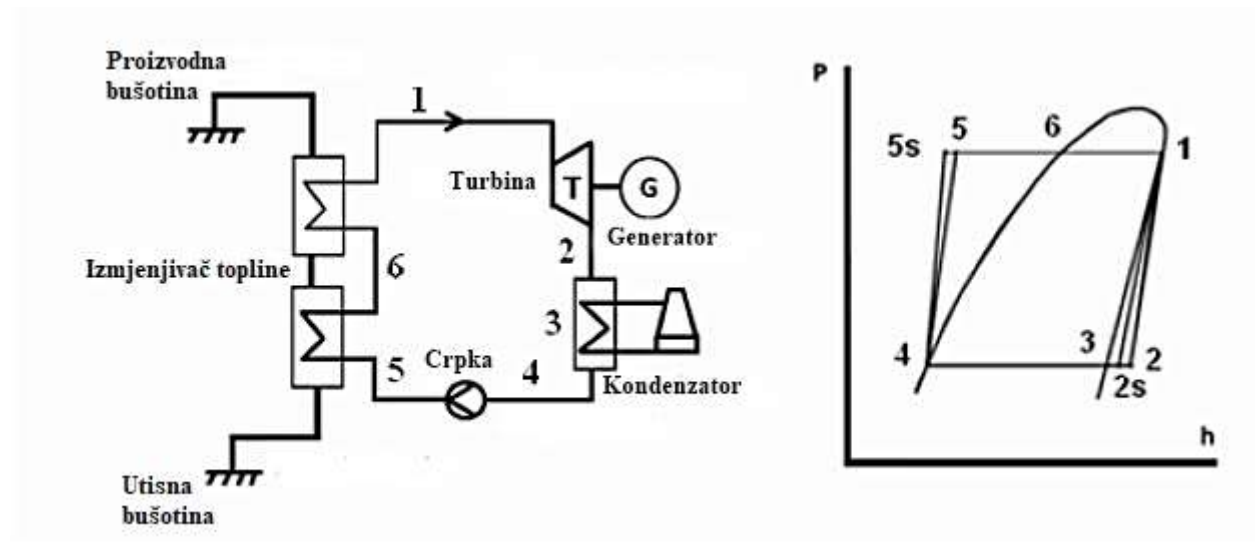 Proizvodna
bušotina
1
Turbina
T
G
Generator
2
Izmjenjivač topline
6
3
Crpka
5
4
Kondenzator
Utisna
bušotina
P
5s
5
6
1
4
3
2
2s
h